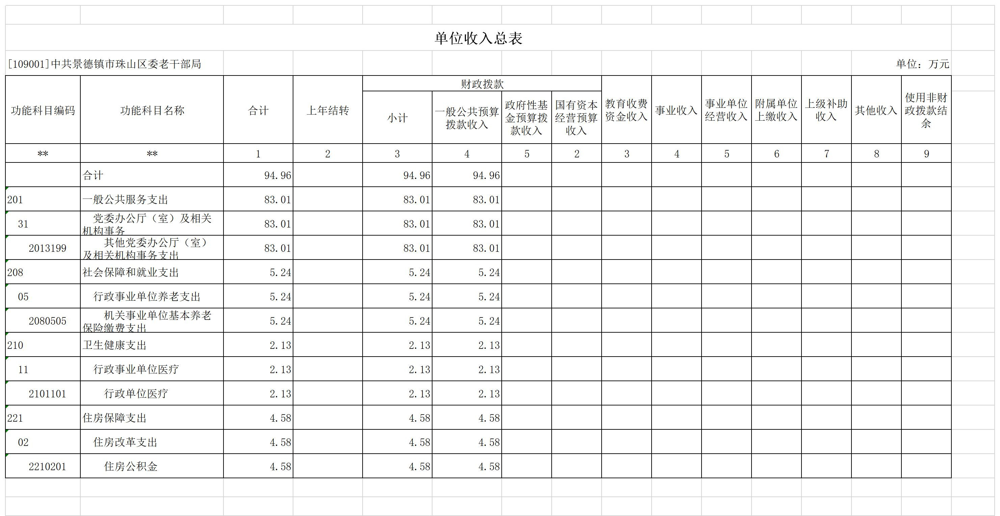 单位收入总表
[109001]中共景德镇市珠山区委老干部局 单位：万元
功能科目编码 功能科目名称 合计 上年结转 财政拨款 教育收费资金收入 事业收入 事业单位经营收入 附属单位上缴收入 上级补助收入 其他收入 使用非财政拨款结余
小计 一般公共预算拨款收入 政府性基金预算拨款收入 国有资本经营预算收入
** ** 1 2 3 4 5 2 3 4 5 6 7 8 9
合计 94.96 94.96 94.96
201 一般公共服务支出 83.01 83.01 83.01
31 党委办公厅（室）及相关机构事务 83.01 83.01 83.01
2013199 其他党委办公厅（室）及相关机构事务支出 83.01 83.01 83.01
208 社会保障和就业支出 5.24 5.24 5.24
05 行政事业单位养老支出 5.24 5.24 5.24
2080505 机关事业单位基本养老保险缴费支出 5.24 5.24 5.24
210 卫生健康支出 2.13 2.13 2.13
11 行政事业单位医疗 2.13 2.13 2.13
2101101 行政单位医疗 2.13 2.13 2.13
221 住房保障支出 4.58 4.58 4.58
02 住房改革支出 4.58 4.58 4.58
2210201 住房公积金 4.58 4.58 4.58